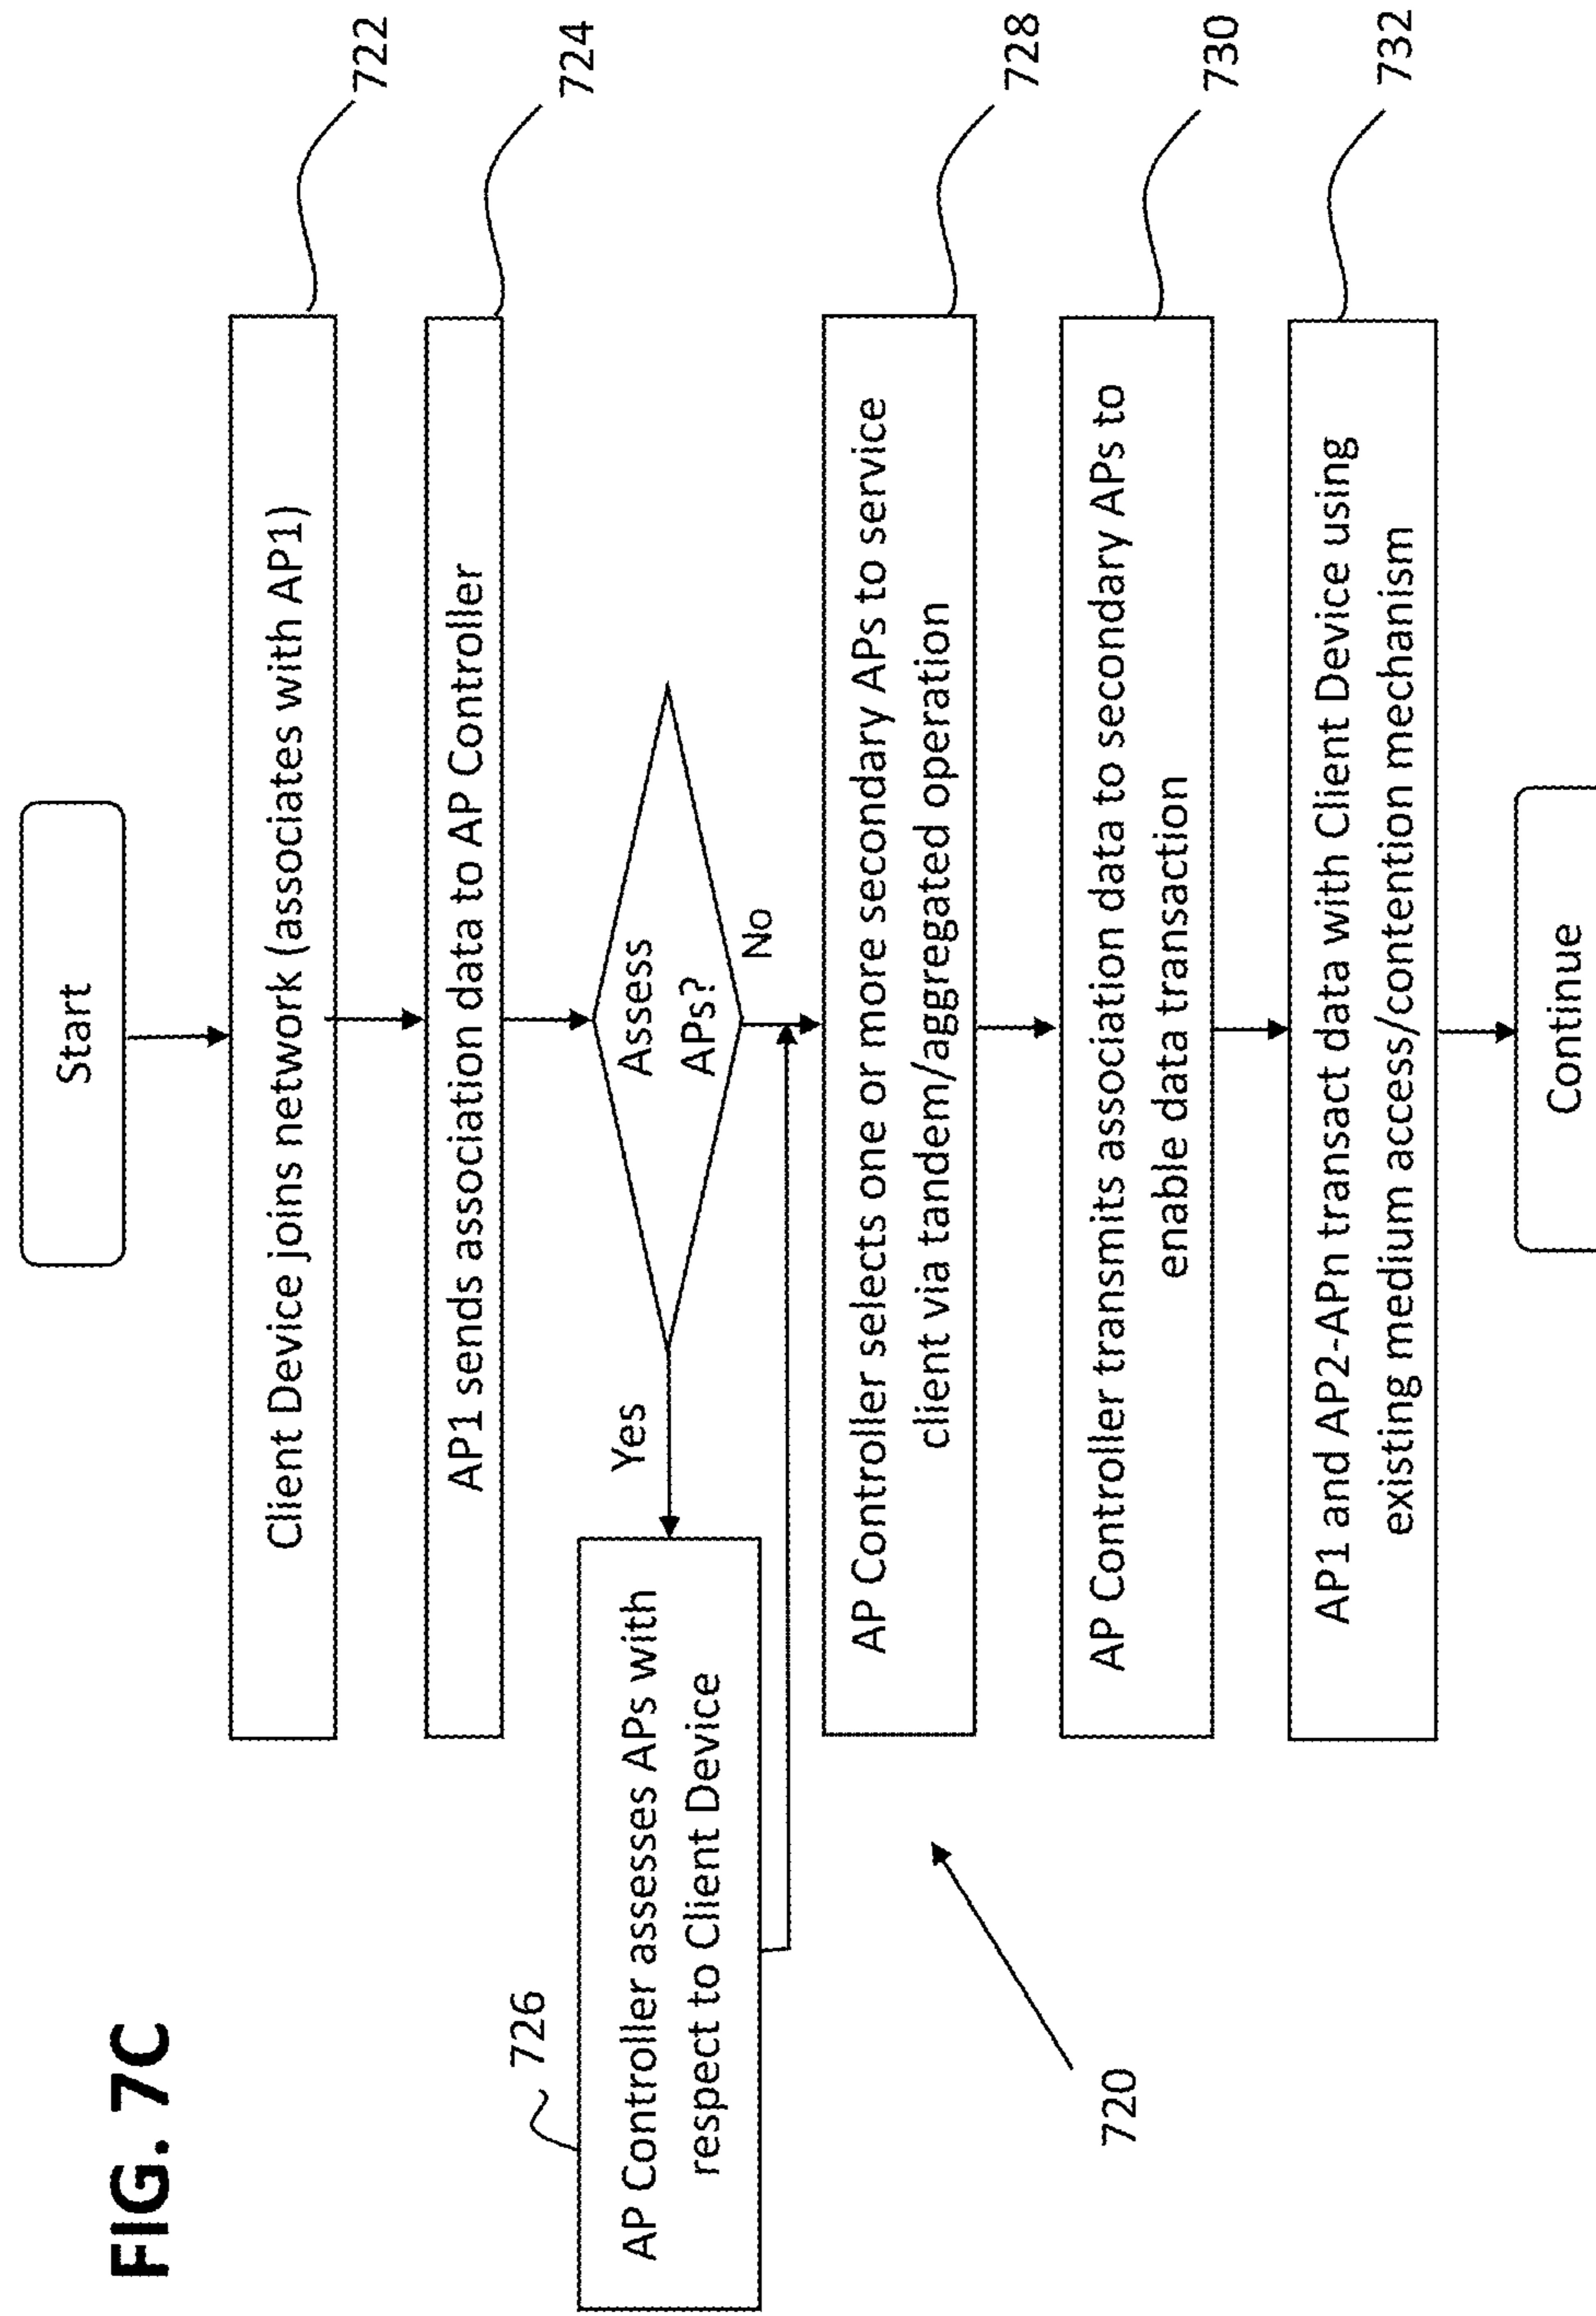 FIG. 7C
Start
Client Device joins network (associates with AP1)
722
AP1 sends association data to AP Controller
724
Assess
APs?
Yes
No
726
AP Controller assesses APs with
respect to Client Device
AP Controller selects one or more secondary APs to service
client via tandem/aggregated operation
728
AP Controller transmits association data to secondary APs to
enable data transaction
730
720
AP1 and AP2-APn transact data with Client Device using
existing medium access/contention mechanism
732
Continue